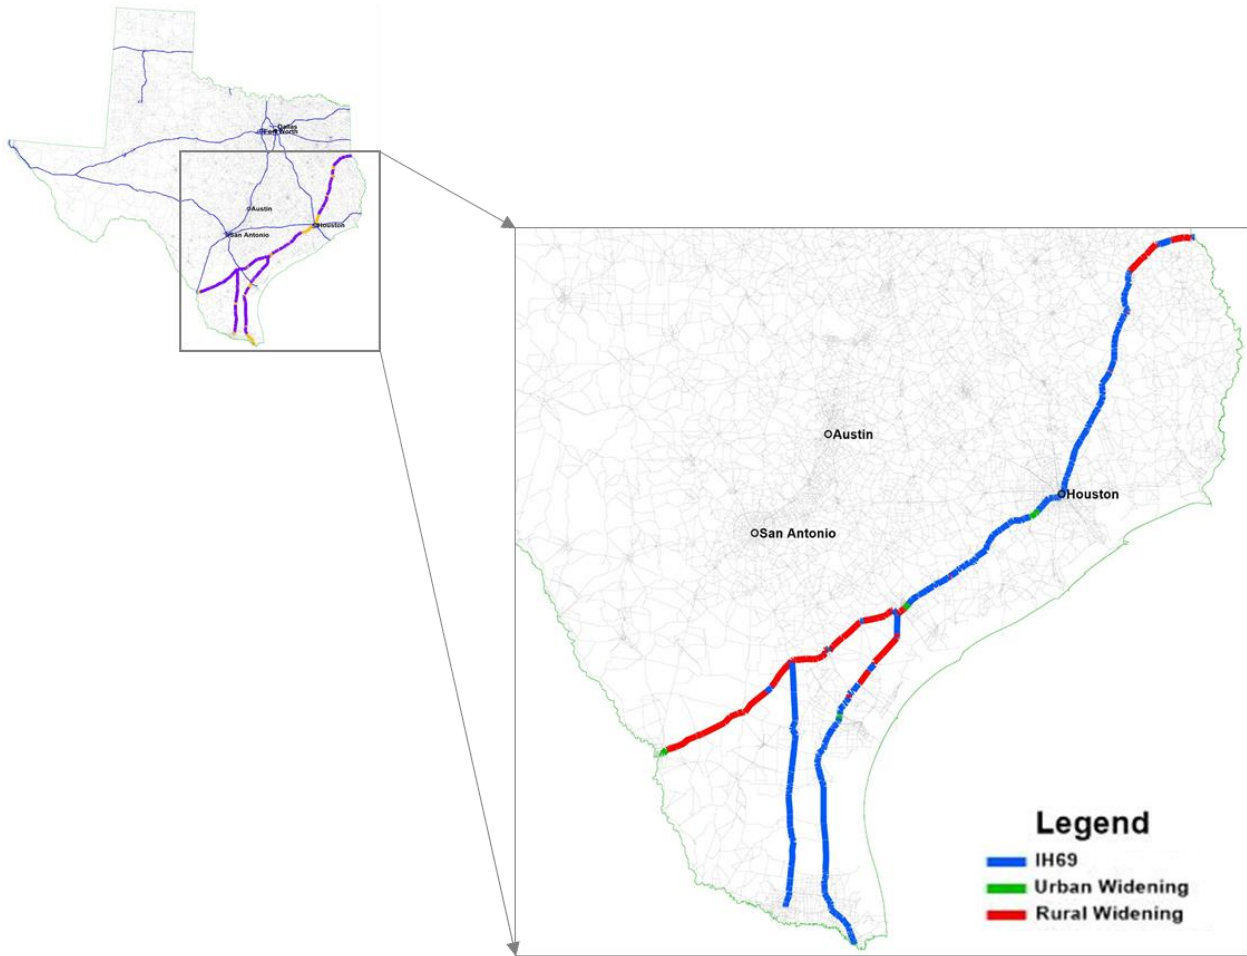 Dallas
Fort Worth
Austin
Houston
San Antonio
Austin
Houston
San Antonio
Legend
IH69
Urban Widening
Rural Widening